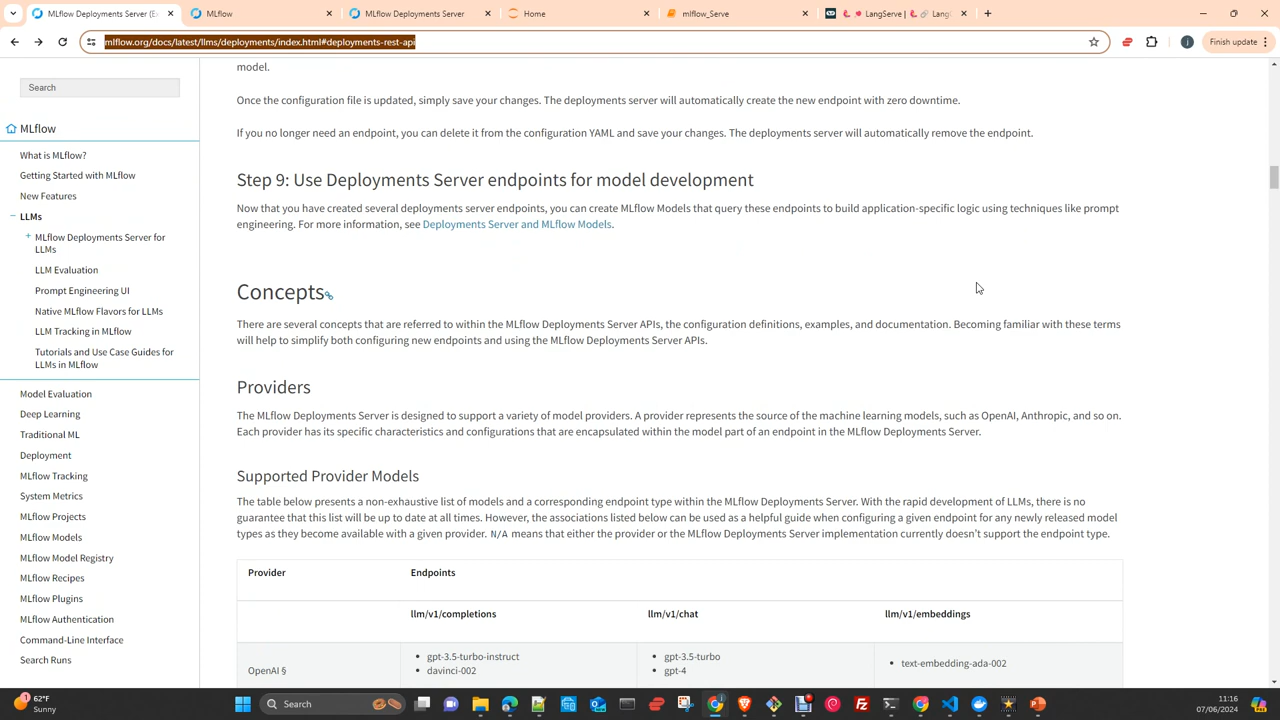 MLflow Deployments Server (Ex
MLflow
MLflow Deployments Server
Home
mlflow_Serve
LangServe | Lang
mlflow.org/docs/latest/llms/deployments/index.html#deployments-rest-api
Finish update
Search
MLflow
What is MLflow?
Getting Started with MLflow
New Features
LLMs
MLflow Deployments Server for
LLMs
LLM Evaluation
Prompt Engineering UI
Native MLflow Flavors for LLMs
LLM Tracking in MLflow
Tutorials and Use Case Guides for
LLMs in MLflow
Model Evaluation
Deep Learning
Traditional ML
Deployment
MLflow Tracking
System Metrics
MLflow Projects
MLflow Models
MLflow Model Registry
MLflow Recipes
MLflow Plugins
MLflow Authentication
Command-Line Interface
Search Runs
model.
Once the configuration file is updated, simply save your changes. The deployments server will automatically create the new endpoint with zero downtime.
If you no longer need an endpoint, you can delete it from the configuration YAML and save your changes. The deployments server will automatically remove the endpoint.
Step 9: Use Deployments Server endpoints for model development
Now that you have created several deployments server endpoints, you can create MLflow Models that query these endpoints to build application-specific logic using techniques like prompt
engineering. For more information, see Deployments Server and MLflow Models.
Concepts
There are several concepts that are referred to within the MLflow Deployments Server APIs, the configuration definitions, examples, and documentation. Becoming familiar with these terms
will help to simplify both configuring new endpoints and using the MLflow Deployments Server APIs.
Providers
The MLflow Deployments Server is designed to support a variety of model providers. A provider represents the source of the machine learning models, such as OpenAI, Anthropic, and so on.
Each provider has its specific characteristics and configurations that are encapsulated within the model part of an endpoint in the MLflow Deployments Server.
Supported Provider Models
The table below presents a non-exhaustive list of models and a corresponding endpoint type within the MLflow Deployments Server. With the rapid development of LLMs, there is no
guarantee that this list will be up to date at all times. However, the associations listed below can be used as a helpful guide when configuring a given endpoint for any newly released model
types as they become available with a given provider. N/A means that either the provider or the MLflow Deployments Server implementation currently doesn't support the endpoint type.
Provider Endpoints
llm/v1/completions llm/v1/chat llm/v1/embeddings
OpenAI §
gpt-3.5-turbo-instruct
davinci-002
gpt-3.5-turbo
gpt-4
text-embedding-ada-002
62°F
Sunny
Search
11:16
07/06/2024